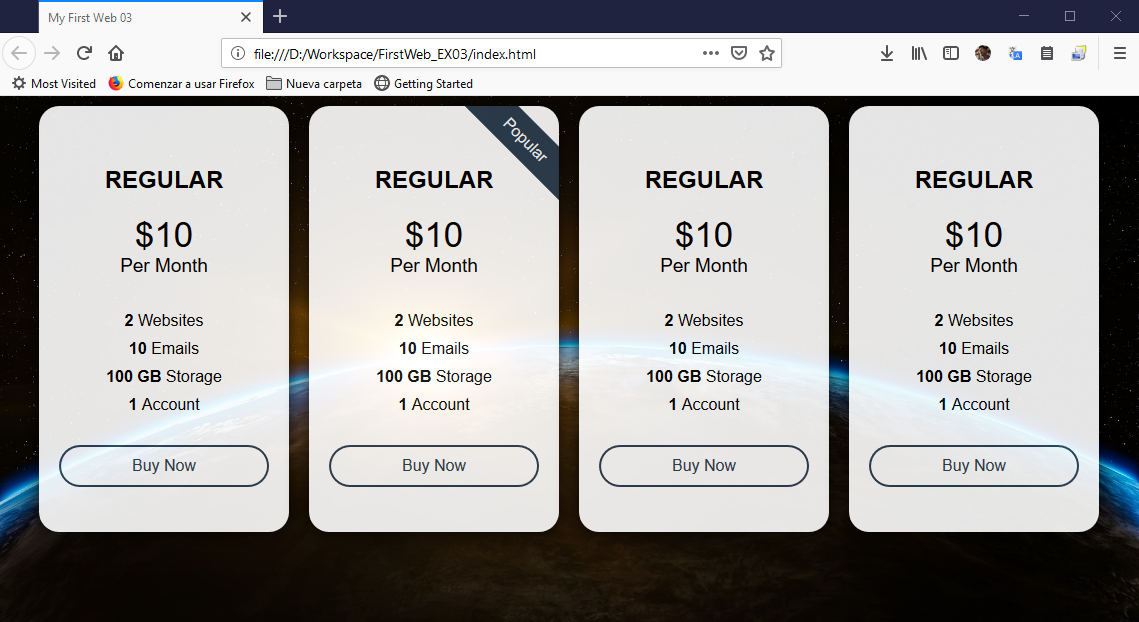 My First Web 03
file:///D:/Workspace/FirstWeb_EX03/index.html
Most Visited Comenzar a usar Firefox Nueva carpeta Getting Started
REGULAR
$10
Per Month
2 Websites
10 Emails
100 GB Storage
1 Account
Buy Now
Popular
REGULAR
$10
Per Month
2 Websites
10 Emails
100 GB Storage
1 Account
Buy Now
REGULAR
$10
Per Month
2 Websites
10 Emails
100 GB Storage
1 Account
Buy Now
REGULAR
$10
Per Month
2 Websites
10 Emails
100 GB Storage
1 Account
Buy Now